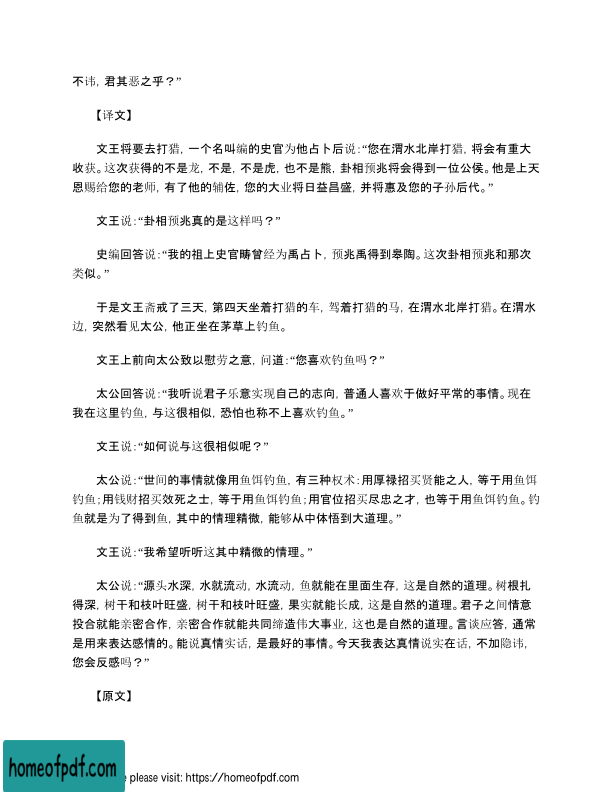 不讳，君其恶之乎？”
【译文】
文王将要去打猎，一个名叫编的史官为他占卜后说：“您在渭水北岸打猎，将会有重大
收获。这次获得的不是龙，不是，不是虎，也不是熊，卦相预兆将会得到一位公侯。他是上天
恩赐给您的老师，有了他的辅佐，您的大业将日益昌盛，并将惠及您的子孙后代。”
文王说：“卦相预兆真的是这样吗？”
史编回答说：“我的祖上史官畴曾经为禹占卜，预兆禹得到皋陶。这次卦相预兆和那次
类似。”
于是文王斋戒了三天，第四天坐着打猎的车，驾着打猎的马，在渭水北岸打猎。在渭水
边，突然看见太公，他正坐在茅草上钓鱼。
文王上前向太公致以慰劳之意，问道：“您喜欢钓鱼吗？”
太公回答说：“我听说君子乐意实现自己的志向，普通人喜欢于做好平常的事情。现在
我在这里钓鱼，与这很相似，恐怕也称不上喜欢钓鱼。”
文王说：“如何说与这很相似呢？”
太公说：“世间的事情就像用鱼饵钓鱼，有三种权术：用厚禄招买贤能之人，等于用鱼饵
钓鱼；用钱财招买效死之士，等于用鱼饵钓鱼；用官位招买尽忠之才，也等于用鱼饵钓鱼。钓
鱼就是为了得到鱼，其中的情理精微，能够从中体悟到大道理。”
文王说：“我希望听听这其中精微的情理。”
太公说：“源头水深，水就流动，水流动，鱼就能在里面生存，这是自然的道理。树根扎
得深，树干和枝叶旺盛，树干和枝叶旺盛，果实就能长成，这是自然的道理。君子之间情意
投合就能亲密合作，亲密合作就能共同缔造伟大事业，这也是自然的道理。言谈应答，通常
是用来表达感情的。能说真情实话，是最好的事情。今天我表达真情说实在话，不加隐讳，
您会反感吗？”
【原文】
homeofpdf.com
e please visit: https://homeofpdf.com